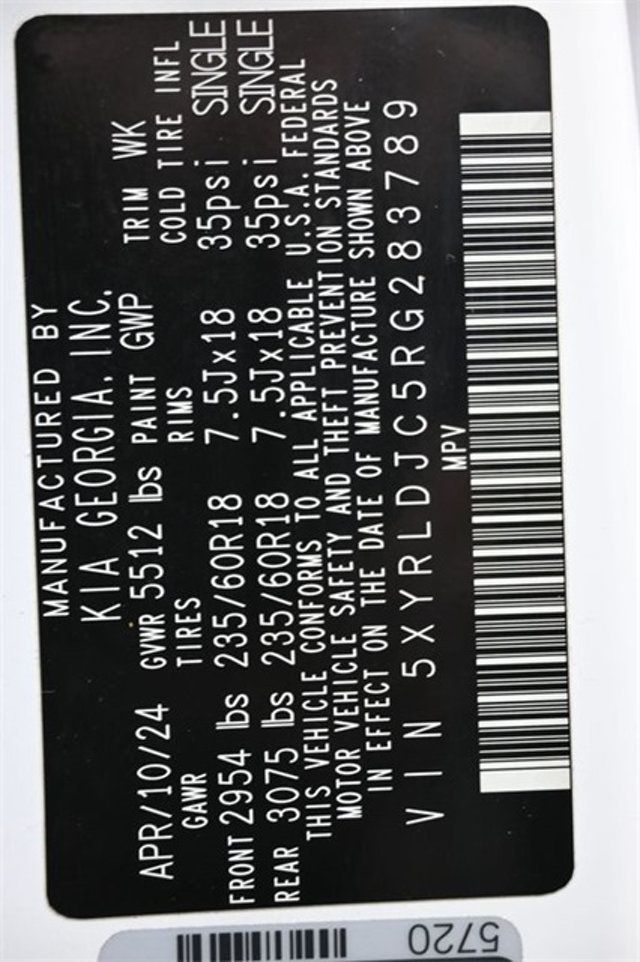 MANUFACTURED BY
KIA GEORGIA, INC.
APR/10/24 GVWR 5512 lbs PAINT GWP TRIM WK
GAWR TIRES RIMS COLD TIRE INFL
FRONT 2954 lbs 235/60R18 7.5Jx18 35psi SINGLE
REAR 3075 lbs 235/60R18 7.5Jx18 35psi SINGLE
THIS VEHICLE CONFORMS TO ALL APPLICABLE U.S.A. FEDERAL
MOTOR VEHICLE SAFETY AND THEFT PREVENTION STANDARDS
IN EFFECT ON THE DATE OF MANUFACTURE SHOWN ABOVE
VIN 5XYRLDJC5RG283789
MPV
5720